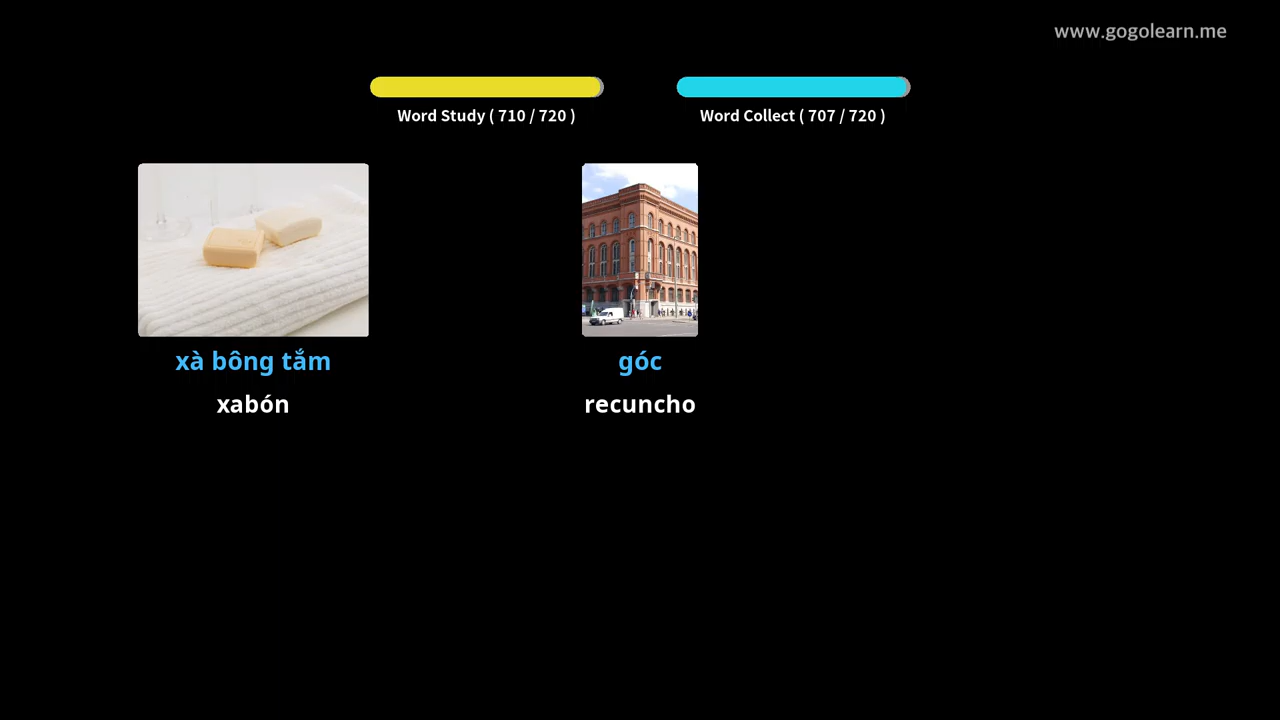 www.gogolearn.me
Word Study ( 710 / 720 )
Word Collect ( 707 / 720 )
xà bông tắm
xabón
góc
recuncho